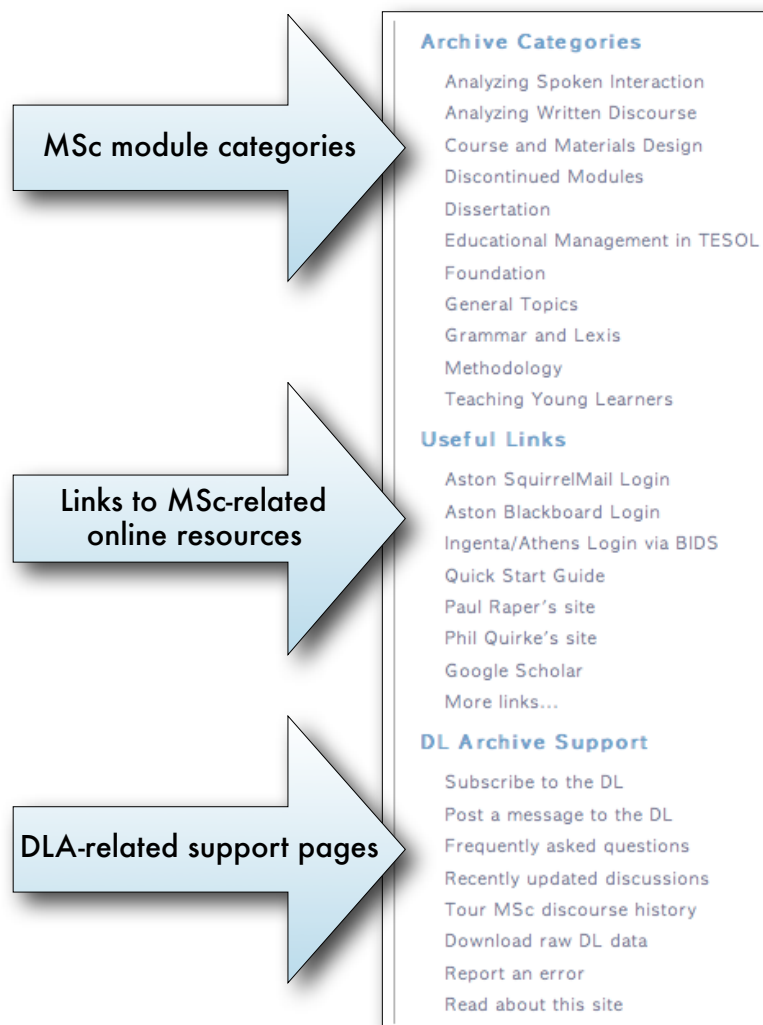 MSc module categories
Archive Categories
Analyzing Spoken Interaction
Analyzing Written Discourse
Course and Materials Design
Discontinued Modules
Dissertation
Educational Management in TESOL
Foundation
General Topics
Grammar and Lexis
Methodology
Teaching Young Learners
Links to MSc-related
online resources
Useful Links
Aston SquirrelMail Login
Aston Blackboard Login
Ingenta/Athens Login via BIDS
Quick Start Guide
Paul Raper's site
Phil Quirke's site
Google Scholar
More links...
DLA-related support pages
DL Archive Support
Subscribe to the DL
Post a message to the DL
Frequently asked questions
Recently updated discussions
Tour MSc discourse history
Download raw DL data
Report an error
Read about this site